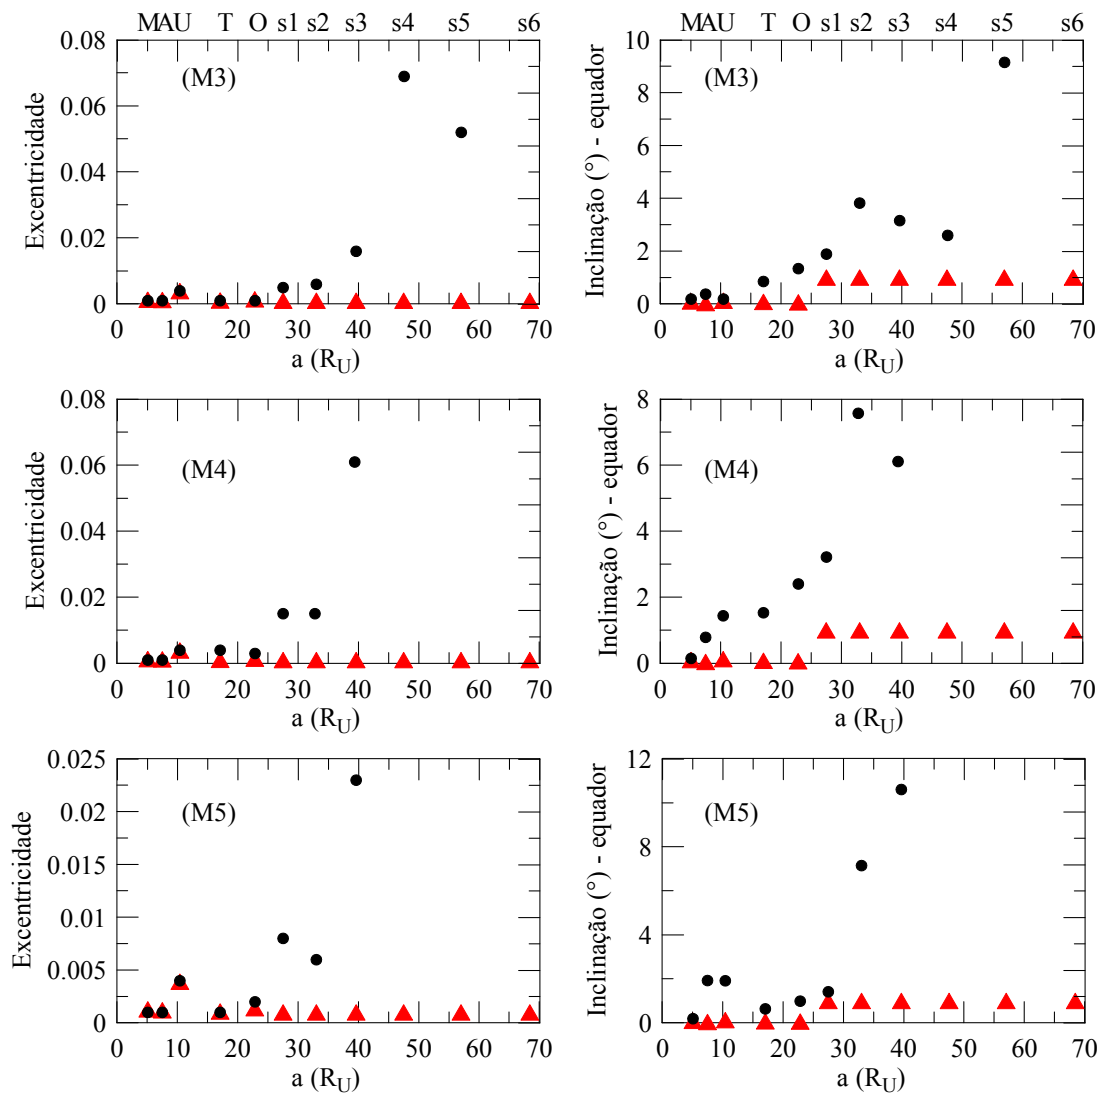 MAU T O s1 s2 s3 s4 s5 s6
0.08
0.06
0.04
0.02
0
Excentricidade
(M3)
0 10 20 30 40 50 60 70
a (R_U)
MAU T O s1 s2 s3 s4 s5 s6
10
8
6
4
2
0
Inclinação (°) - equador
(M3)
0 10 20 30 40 50 60 70
a (R_U)
0.08
0.06
0.04
0.02
0
Excentricidade
(M4)
0 10 20 30 40 50 60 70
a (R_U)
8
6
4
2
0
Inclinação (°) - equador
(M4)
0 10 20 30 40 50 60 70
a (R_U)
0.025
0.02
0.015
0.01
0.005
0
Excentricidade
(M5)
0 10 20 30 40 50 60 70
a (R_U)
12
8
4
0
Inclinação (°) - equador
(M5)
0 10 20 30 40 50 60 70
a (R_U)